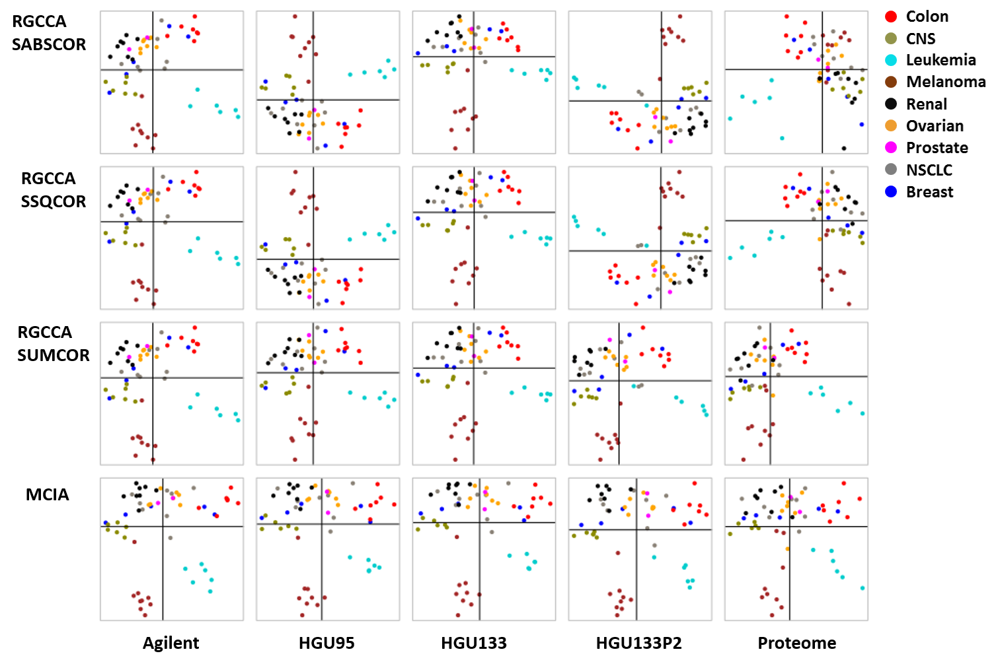 RGCCA
SABSCOR
RGCCA
SSQCOR
RGCCA
SUMCOR
MCIA
Agilent
HGU95
HGU133
HGU133P2
Proteome
Colon
CNS
Leukemia
Melanoma
Renal
Ovarian
Prostate
NSCLC
Breast